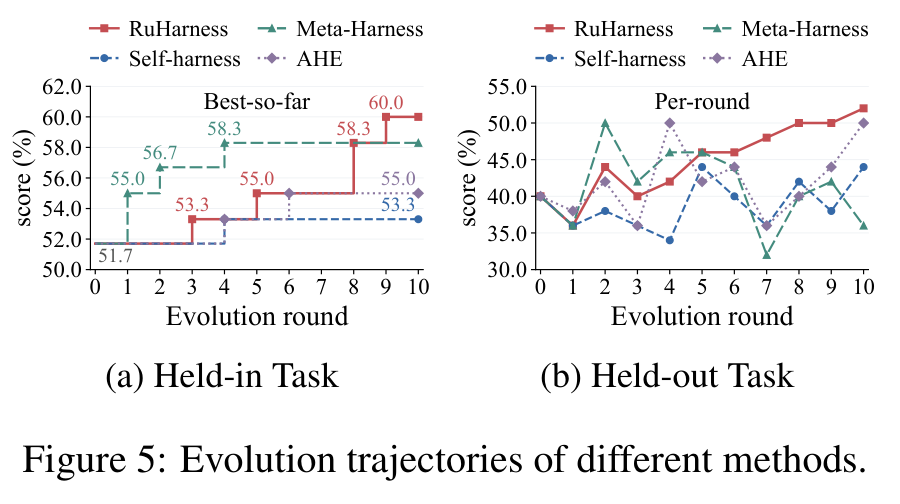 RuHarness
Meta-Harness
Self-harness
AHE
62.0
60.0
58.0
56.0
54.0
52.0
50.0
score (%)
Best-so-far
51.7
55.0
56.7
58.3
53.3
55.0
58.3
60.0
55.0
53.3
0 1 2 3 4 5 6 7 8 9 10
Evolution round
(a) Held-in Task
RuHarness
Meta-Harness
Self-harness
AHE
55.0
50.0
45.0
40.0
35.0
30.0
score (%)
Per-round
0 1 2 3 4 5 6 7 8 9 10
Evolution round
(b) Held-out Task
Figure 5: Evolution trajectories of different methods.